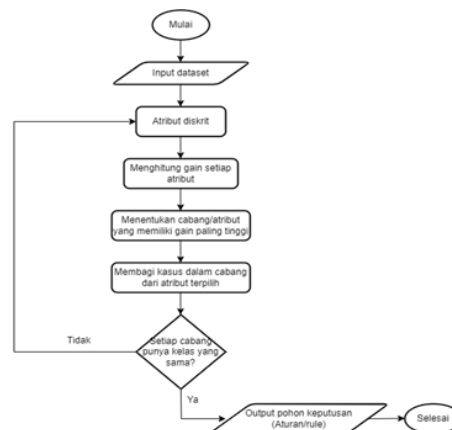 Mulai
Input dataset
Atribut diskrit
Menghitung gain setiap
atribut
Menentukan cabang/atribut
yang memiliki gain paling tinggi
Membagi kasus dalam cabang
dari atribut terpilih
Setiap cabang
punya kelas yang
sama?
Tidak
Ya
Output pohon keputusan
(Aturan/rule)
Selesai